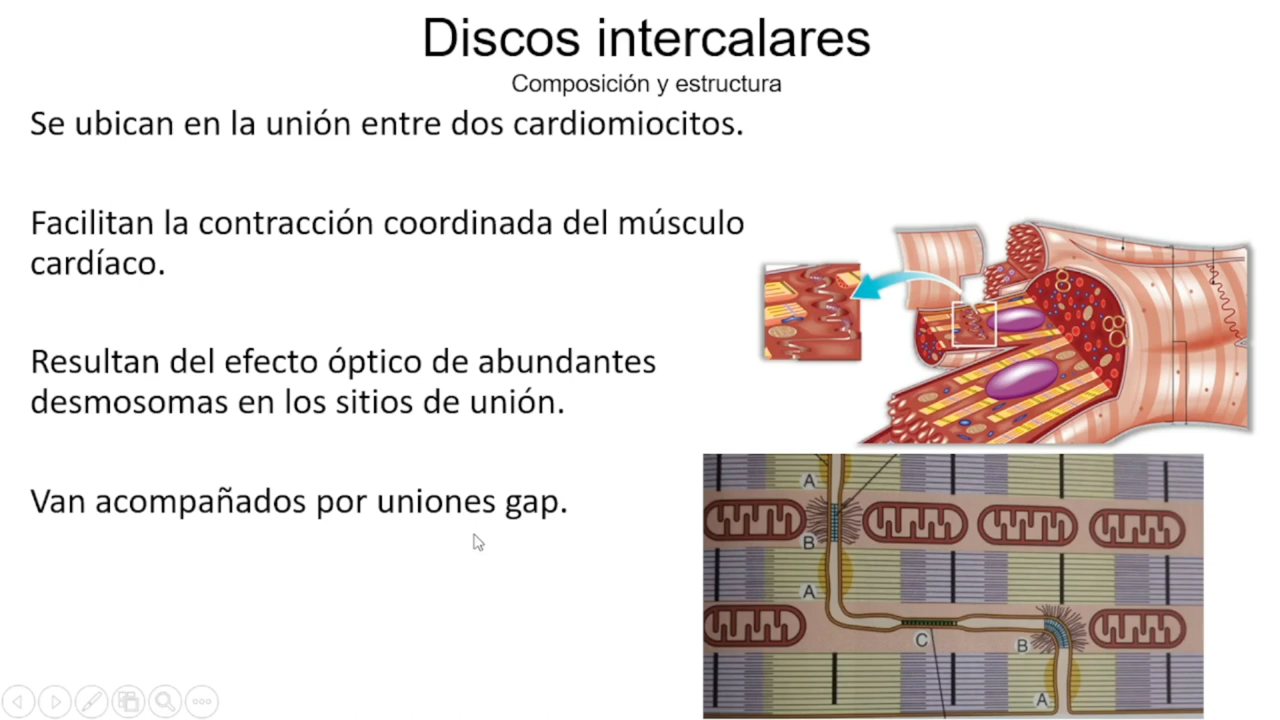 Discos intercalares
Composición y estructura
Se ubican en la unión entre dos cardiomiocitos.
Facilitan la contracción coordinada del músculo
cardíaco.
Resultan del efecto óptico de abundantes
desmosomas en los sitios de unión.
Van acompañados por uniones gap.
A
B
A
C
B
A